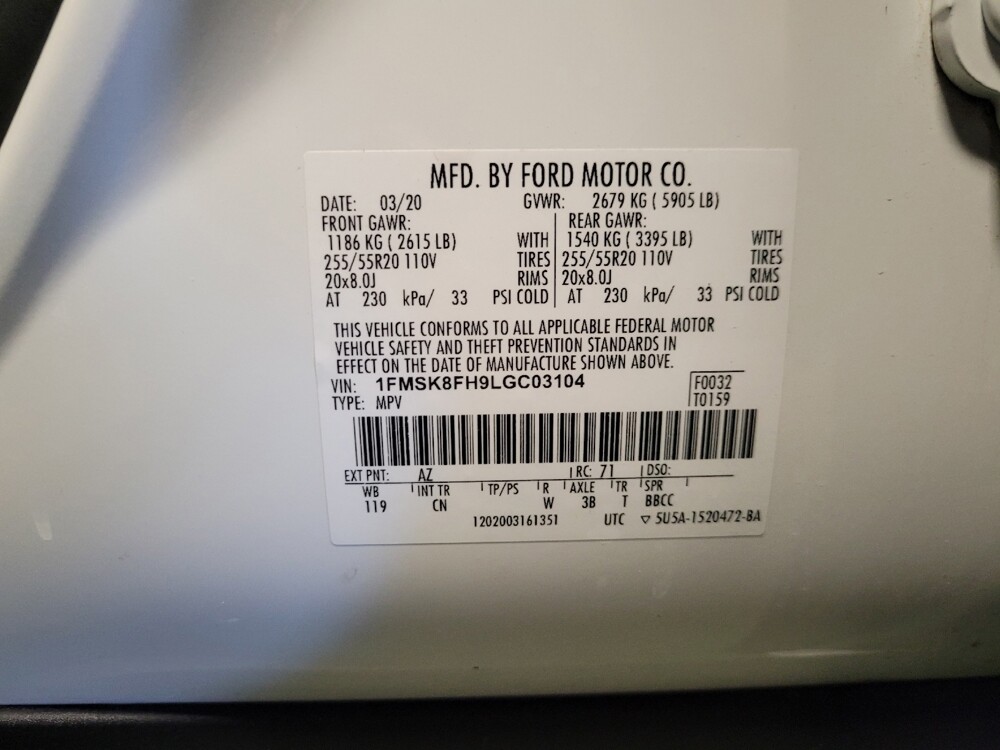 MFD. BY FORD MOTOR CO.
DATE: 03/20 GVWR: 2679 KG ( 5905 LB)
FRONT GAWR: REAR GAWR:
1186 KG ( 2615 LB) WITH 1540 KG ( 3395 LB) WITH
255/55R20 110V TIRES 255/55R20 110V TIRES
20x8.0J RIMS 20x8.0J RIMS
AT 230 kPa/ 33 PSI COLD AT 230 kPa/ 33 PSI COLD
THIS VEHICLE CONFORMS TO ALL APPLICABLE FEDERAL MOTOR
VEHICLE SAFETY AND THEFT PREVENTION STANDARDS IN
EFFECT ON THE DATE OF MANUFACTURE SHOWN ABOVE.
VIN: 1FMSK8FH9LGC03104 F0032
TYPE: MPV T0159
EXT PNT: AZ RC: 71 DSO:
WB INT TR TP/PS R AXLE TR SPR
119 CN W 3B T BBCC
1202003161351 UTC ▽ 5U5A-1520472-BA